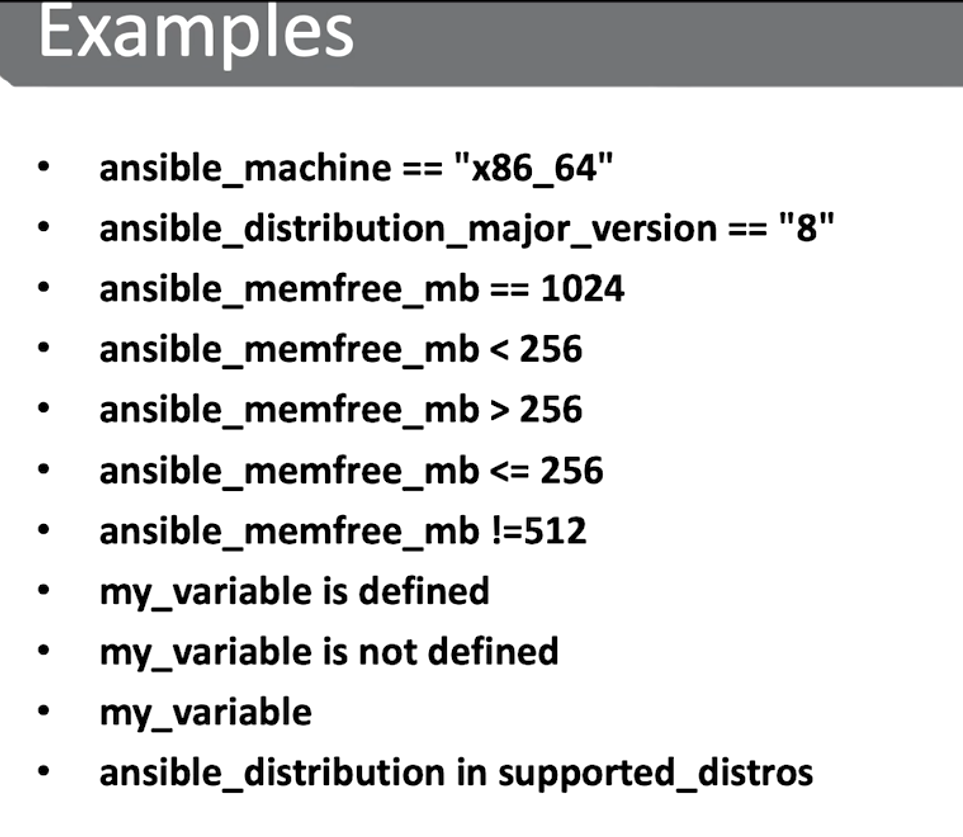 Examples
• ansible_machine == "x86_64"
• ansible_distribution_major_version == "8"
• ansible_memfree_mb == 1024
• ansible_memfree_mb < 256
• ansible_memfree_mb > 256
• ansible_memfree_mb <= 256
• ansible_memfree_mb !=512
• my_variable is defined
• my_variable is not defined
• my_variable
• ansible_distribution in supported_distros